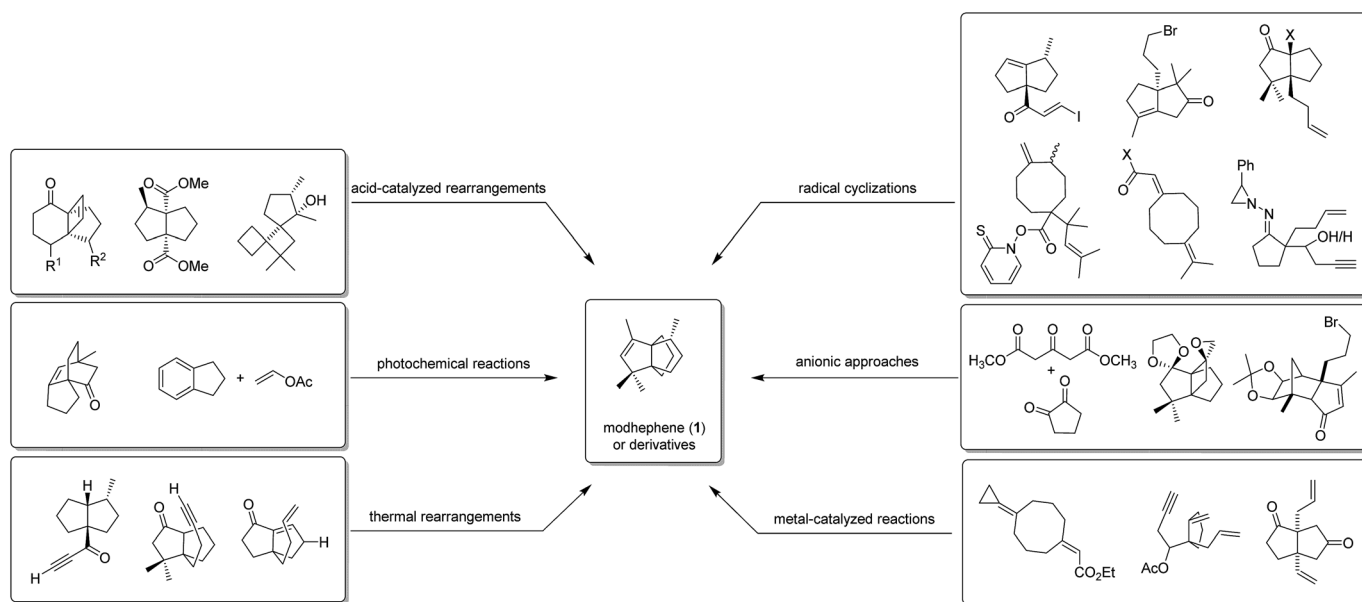 O
R¹
R²
O
OMe
O
OMe
OH
acid-catalyzed rearrangements
O
+
OAc
photochemical reactions
H
O
H
H
O
O
H
thermal rearrangements
modhephene (1)
or derivatives
O
I
Br
O
O
X
S
N
O
O
X
O
Ph
N
N
OH/H
radical cyclizations
O
O
O
H₃CO
OCH₃
+
O
O
O
O
O
Br
O
O
O
anionic approaches
CO₂Et
AcO
O
O
metal-catalyzed reactions